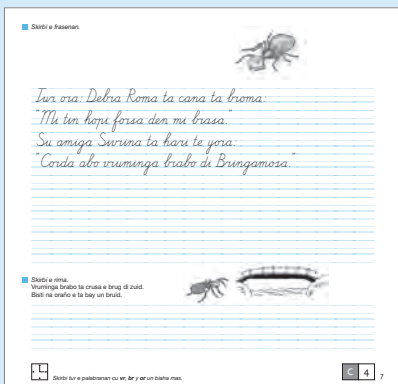 Skirbi e frasenan.
Tur ora: Debra Roma ta cana ta broma:
"Mi tin hopi forsa den mi brasa."
Su amiga Sivrina ta hari te yora:
"Corda abo vruminga brabo di Bringamosa."
Skirbi e rima.
Vruminga brabo ta crusa e brug di zuid.
Bisti na oraño e ta bay un bruid.
Skirbi tur e palabranan cu vr, br y or un biaha mas.
C 4
7